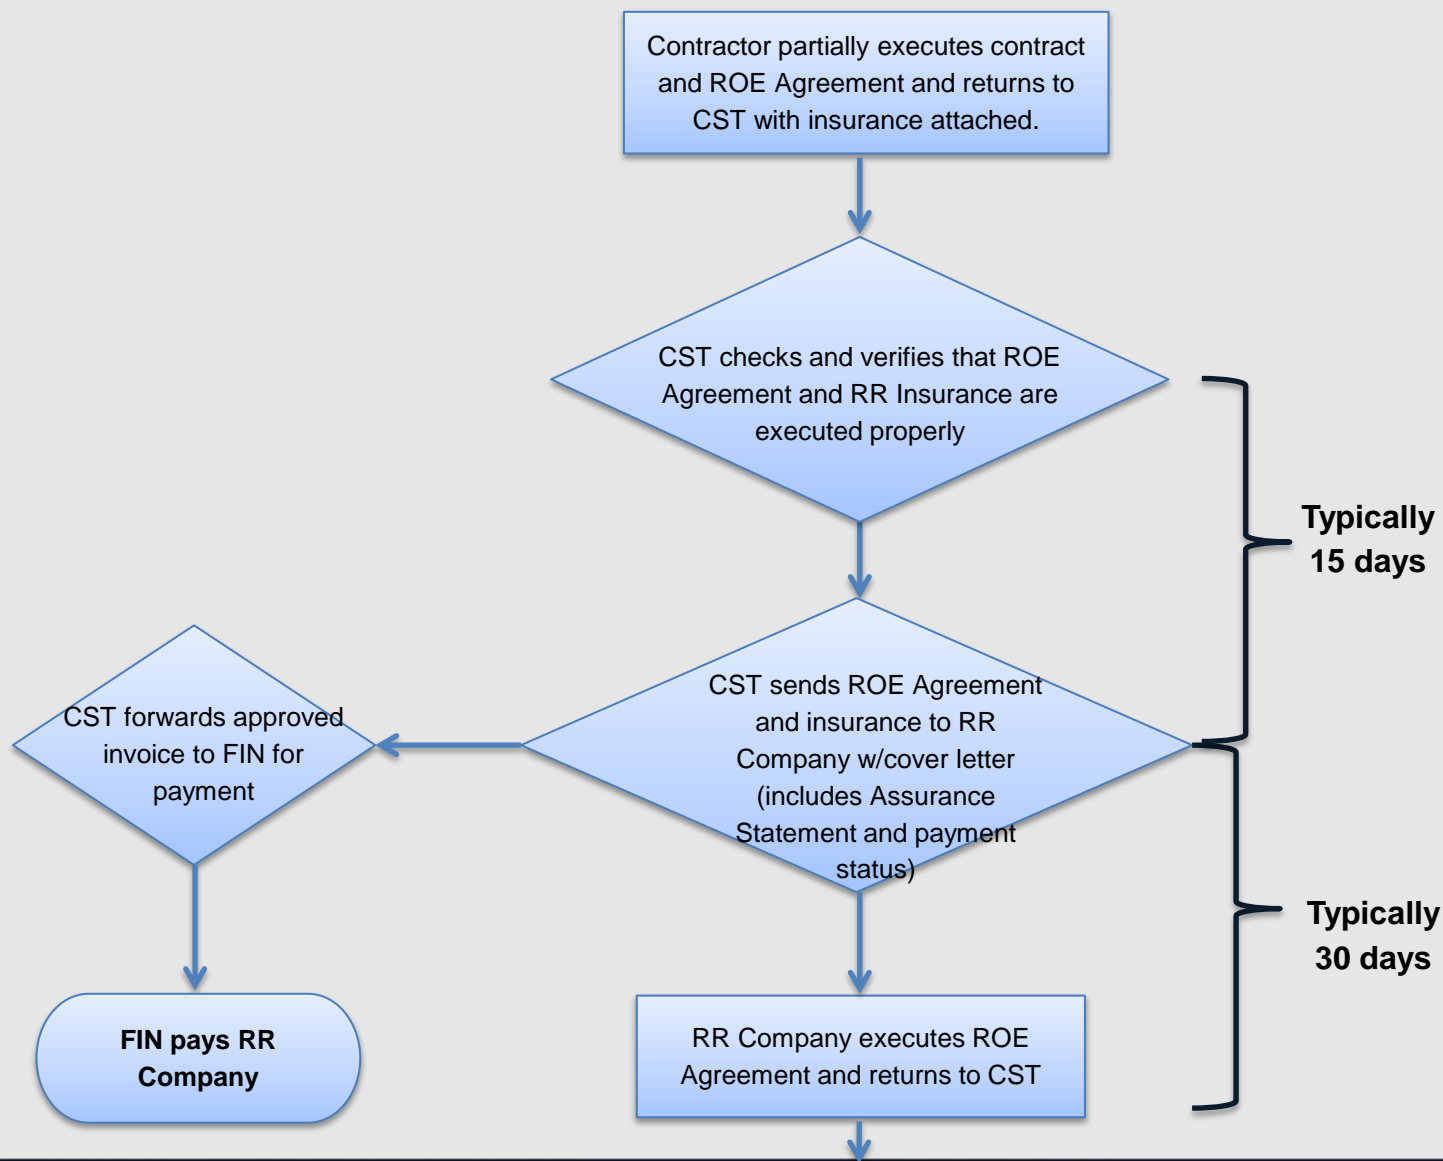 Contractor partially executes contract
and ROE Agreement and returns to
CST with insurance attached.
CST checks and verifies that ROE
Agreement and RR Insurance are
executed properly
Typically
15 days
CST sends ROE Agreement
and insurance to RR
Company w/cover letter
(includes Assurance
Statement and payment
status)
CST forwards approved
invoice to FIN for
payment
Typically
30 days
FIN pays RR
Company
RR Company executes ROE
Agreement and returns to CST